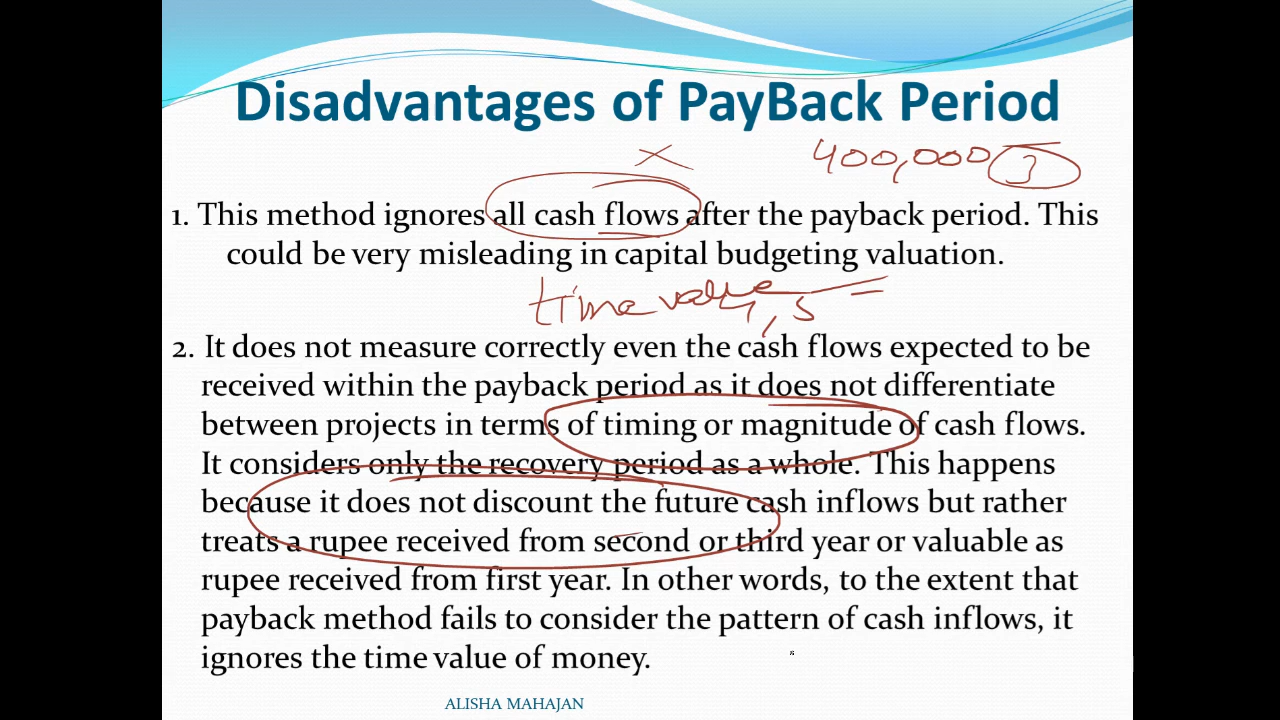 Disadvantages of PayBack Period
400,000 3
1. This method ignores all cash flows after the payback period. This
could be very misleading in capital budgeting valuation.
time value
4, 5
2. It does not measure correctly even the cash flows expected to be
received within the payback period as it does not differentiate
between projects in terms of timing or magnitude of cash flows.
It considers only the recovery period as a whole. This happens
because it does not discount the future cash inflows but rather
treats a rupee received from second or third year or valuable as
rupee received from first year. In other words, to the extent that
payback method fails to consider the pattern of cash inflows, it
ignores the time value of money.
ALISHA MAHAJAN